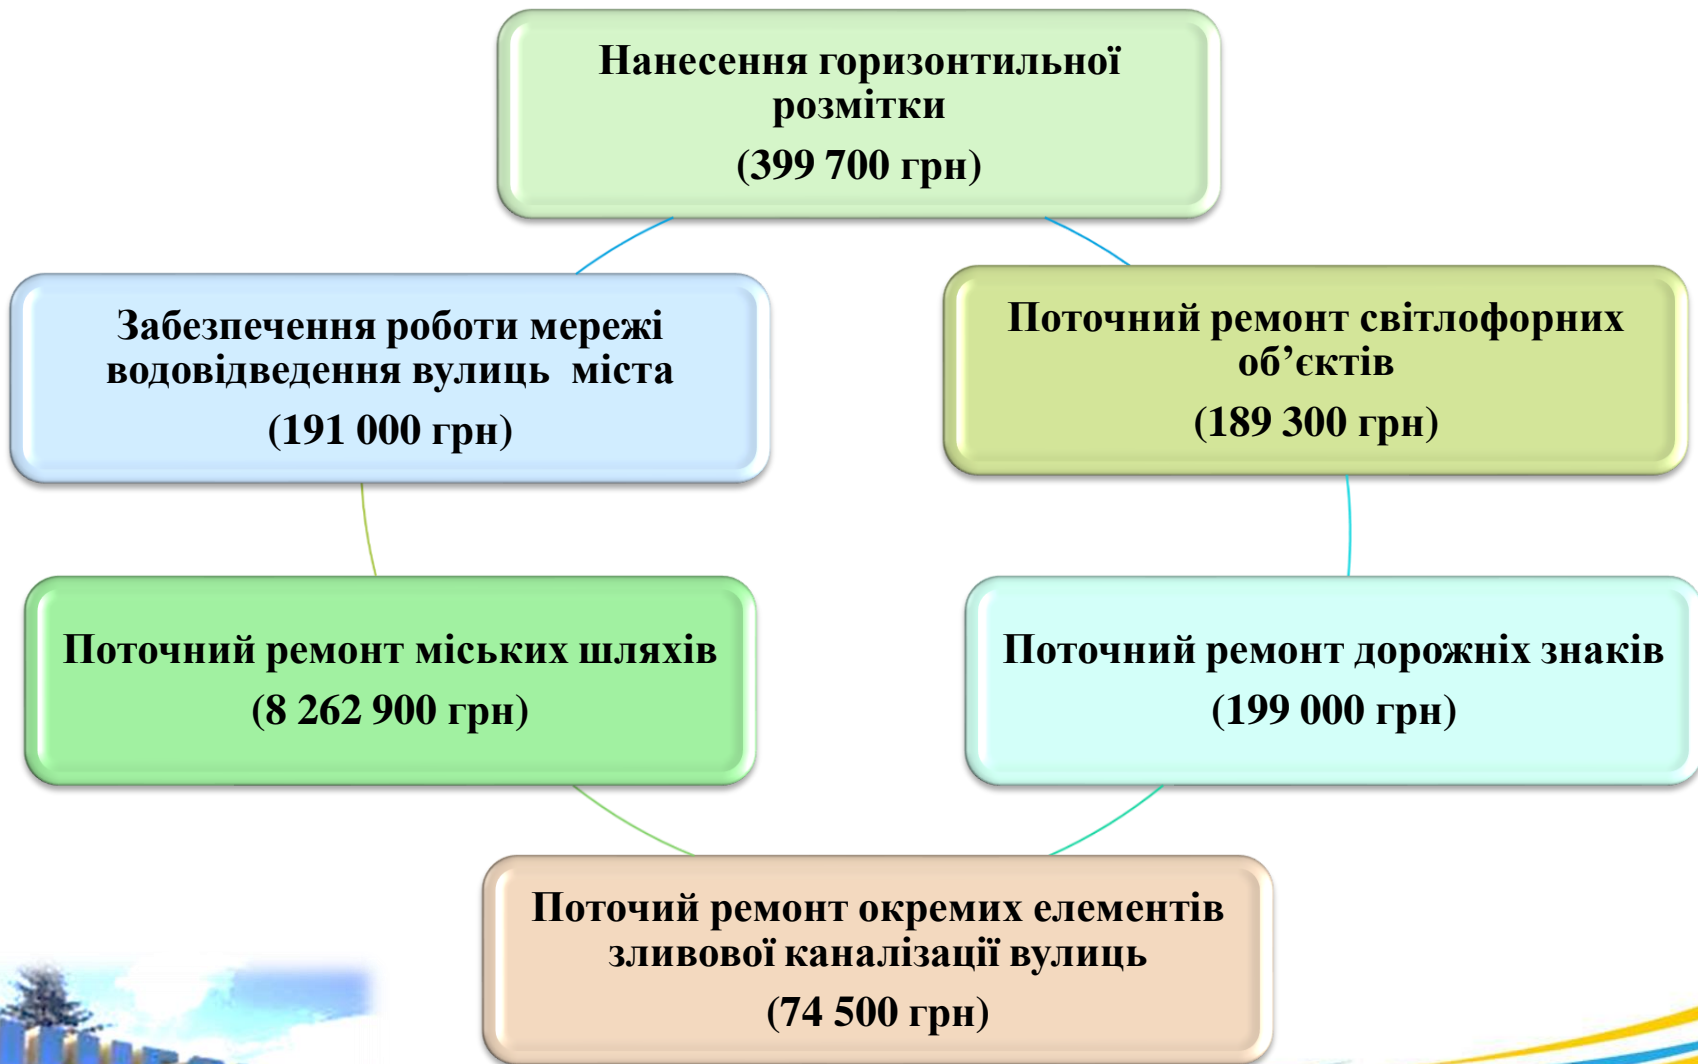 Нанесення горизонтильної
розмітки
(399 700 грн)
Забезпечення роботи мережі
водовідведення вулиць міста
(191 000 грн)
Поточний ремонт світлофорних
об’єктів
(189 300 грн)
Поточний ремонт міських шляхів
(8 262 900 грн)
Поточний ремонт дорожніх знаків
(199 000 грн)
Поточий ремонт окремих елементів
зливової каналізації вулиць
(74 500 грн)